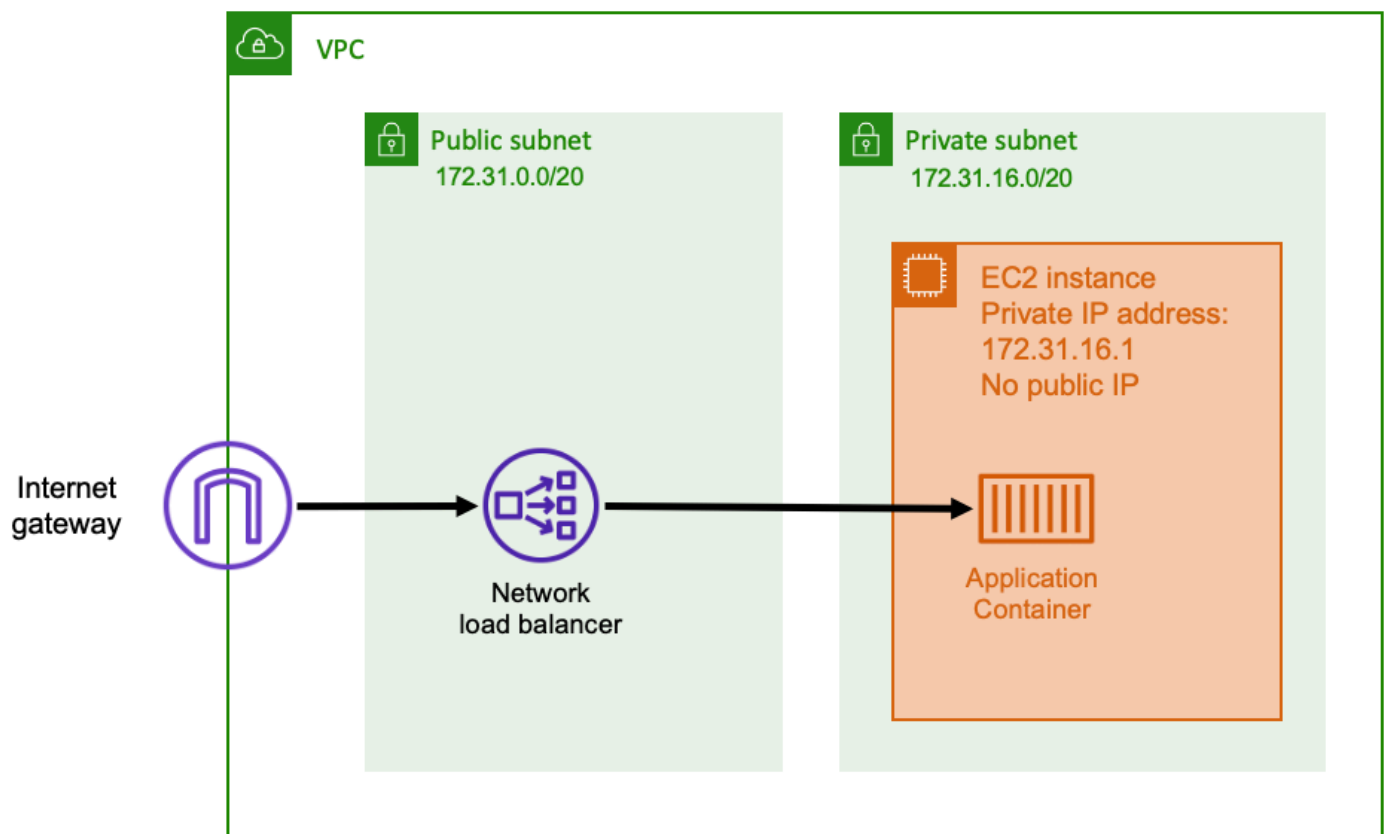 VPC
Public subnet
172.31.0.0/20
Private subnet
172.31.16.0/20
EC2 instance
Private IP address:
172.31.16.1
No public IP
Internet
gateway
Network
load balancer
Application
Container